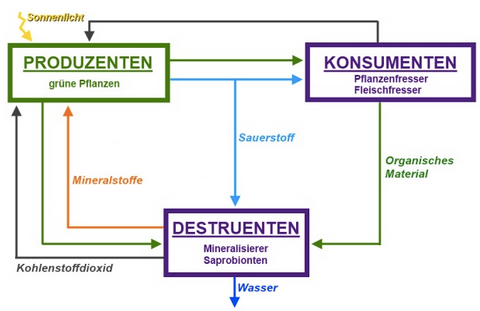 Sonnenlicht
PRODUZENTEN
grüne Pflanzen
KONSUMENTEN
Pflanzenfresser
Fleischfresser
Sauerstoff
Organisches
Material
Mineralstoffe
DESTRUENTEN
Mineralisierer
Saprobionten
Kohlenstoffdioxid
Wasser